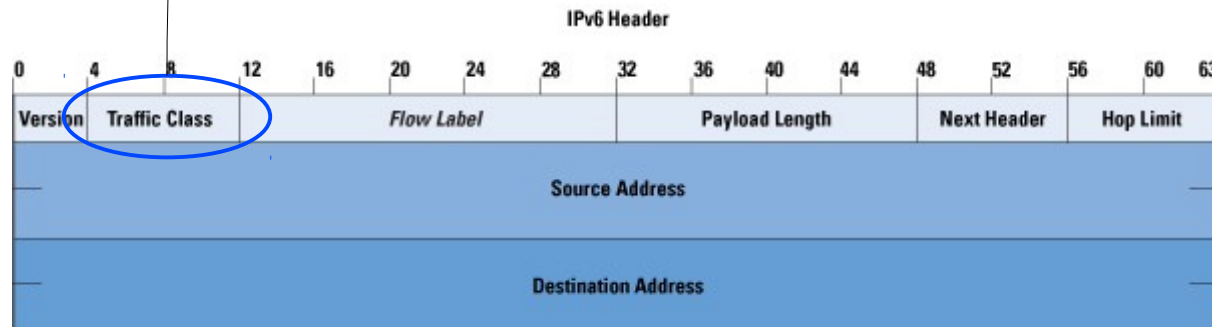 IPv6 Header
0 4 8 12 16 20 24 28 32 36 40 44 48 52 56 60 63
Version Traffic Class Flow Label Payload Length Next Header Hop Limit
Source Address
Destination Address